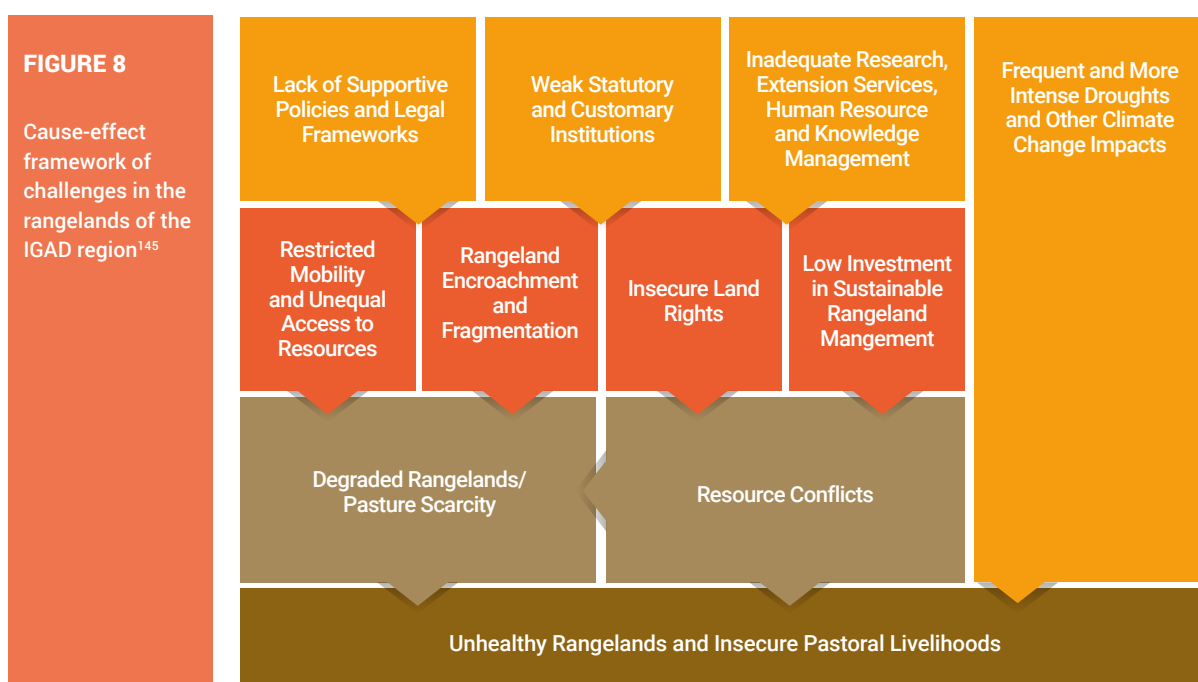 FIGURE 8
Cause-effect
framework of
challenges in the
rangelands of the
IGAD region145
Lack of Supportive
Policies and Legal
Frameworks
Weak Statutory
and Customary
Institutions
Inadequate Research,
Extension Services,
Human Resource
and Knowledge
Management
Frequent and More
Intense Droughts
and Other Climate
Change Impacts
Restricted
Mobility
and Unequal
Access to
Resources
Rangeland
Encroachment
and
Fragmentation
Insecure Land
Rights
Low Investment
in Sustainable
Rangeland
Mangement
Degraded Rangelands/
Pasture Scarcity
Resource Conflicts
Unhealthy Rangelands and Insecure Pastoral Livelihoods